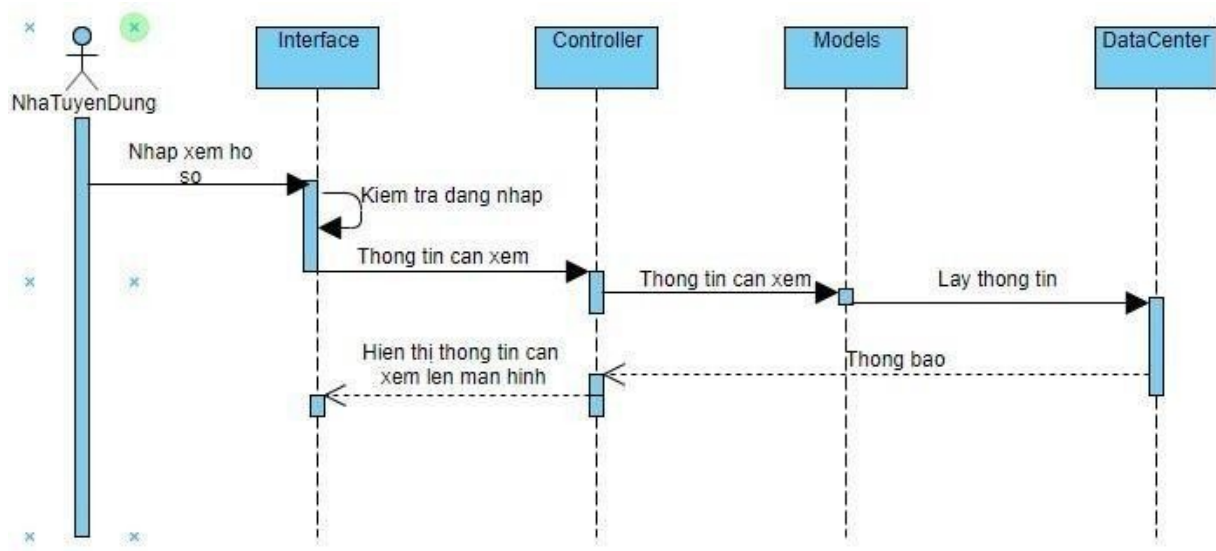 Interface
Controller
Models
DataCenter
NhaTuyenDung
Nhap xem ho
so
Kiem tra dang nhap
Thong tin can xem
Thong tin can xem
Lay thong tin
Hien thị thong tin can
xem len man hinh
Thong bao